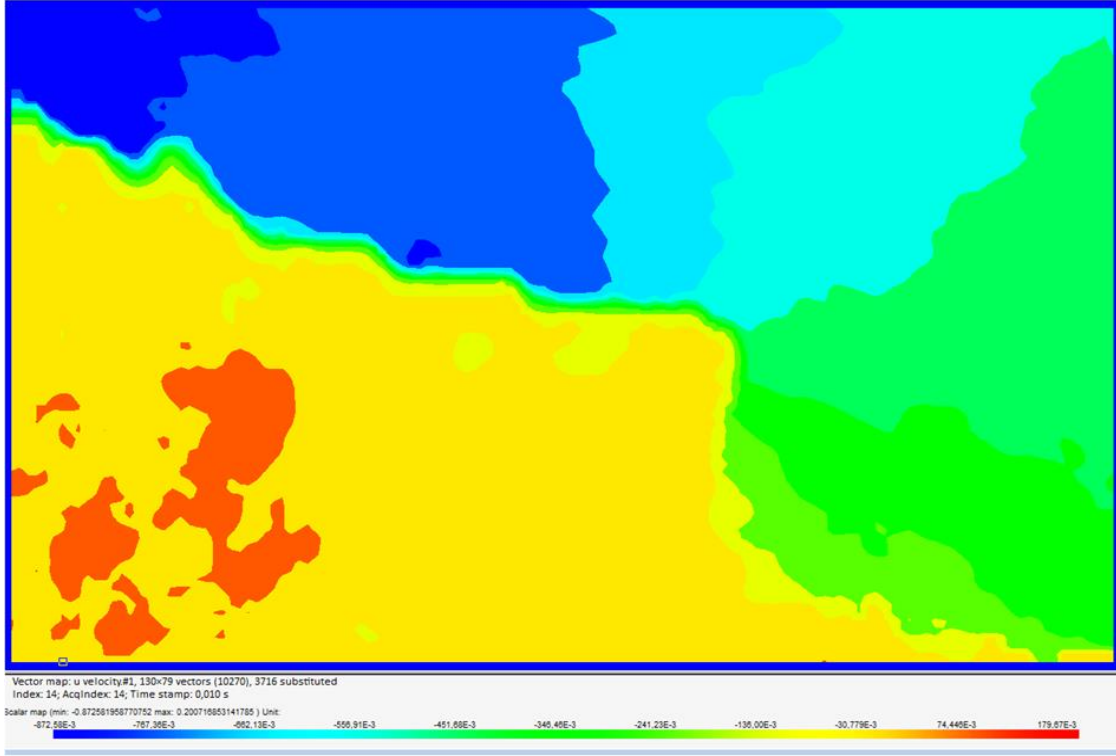 Vector map: u velocity#1, 130×79 vectors (10270), 3716 substituted
Index: 14; AcqIndex: 14; Time stamp: 0,010 s
Scalar map (min: -0.872581958770752 max: 0.200716853141785 ) Unit:
-872,58E-3 -767,36E-3 -662,13E-3 -556,91E-3 -451,68E-3 -346,46E-3 -241,23E-3 -136,00E-3 -30,779E-3 74,446E-3 179,67E-3